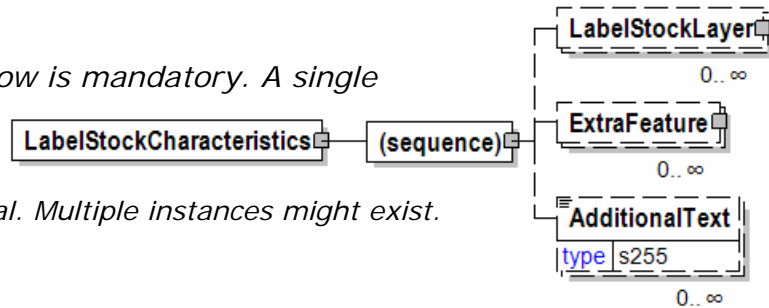 LabelStockLayer
0.. ∞
ow is mandatory. A single
LabelStockCharacteristics
(sequence)
ExtraFeature
0.. ∞
al. Multiple instances might exist.
AdditionalText
type s255
0.. ∞